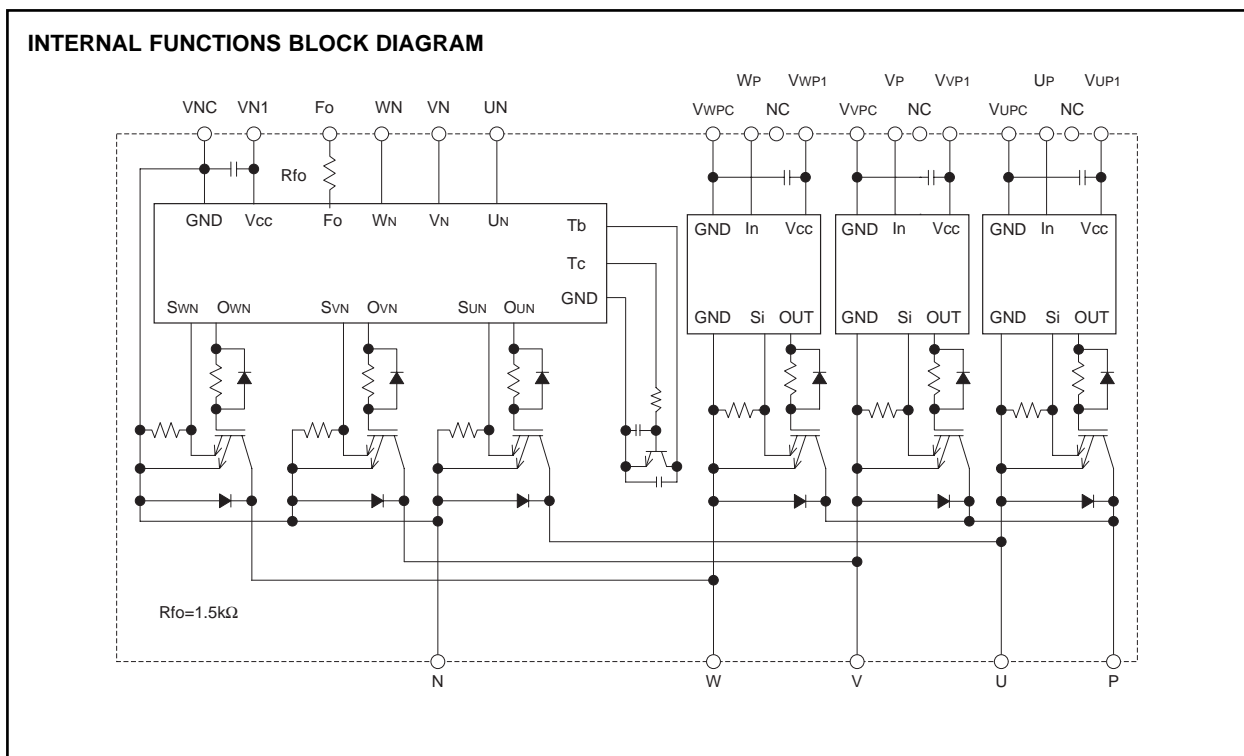 INTERNAL FUNCTIONS BLOCK DIAGRAM
WP VWP1 VP VVP1 UP VUP1
VNC VN1 Fo WN VN UN VWPC NC VVPC NC VUPC NC
Rfo
GND Vcc Fo WN VN UN Tb GND In Vcc GND In Vcc GND In Vcc
Tc
GND
SWN OWN SVN OVN SUN OUN GND Si OUT GND Si OUT GND Si OUT
Rfo=1.5kΩ
N W V U P